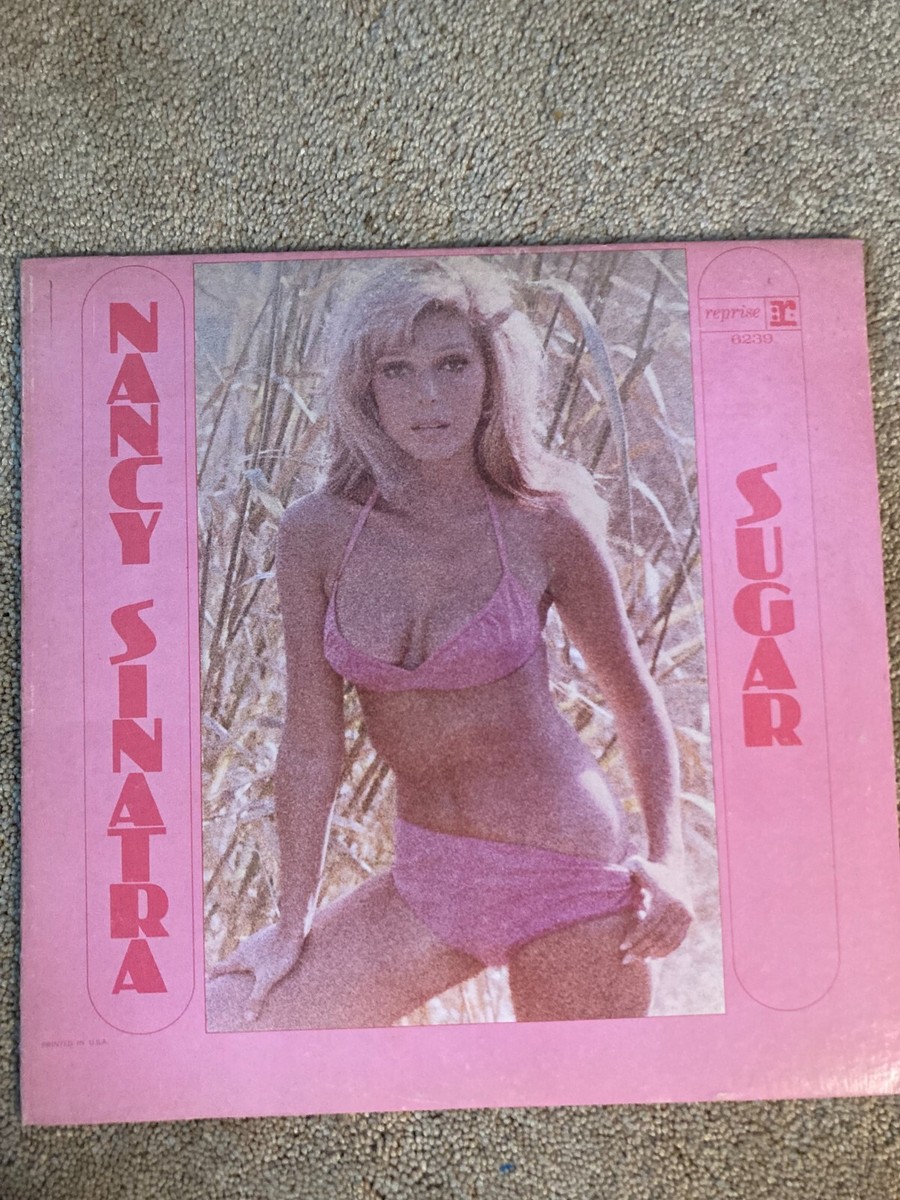 NANCY SINATRA
reprise r:
6239
SUGAR
PRINTED IN U.S.A.